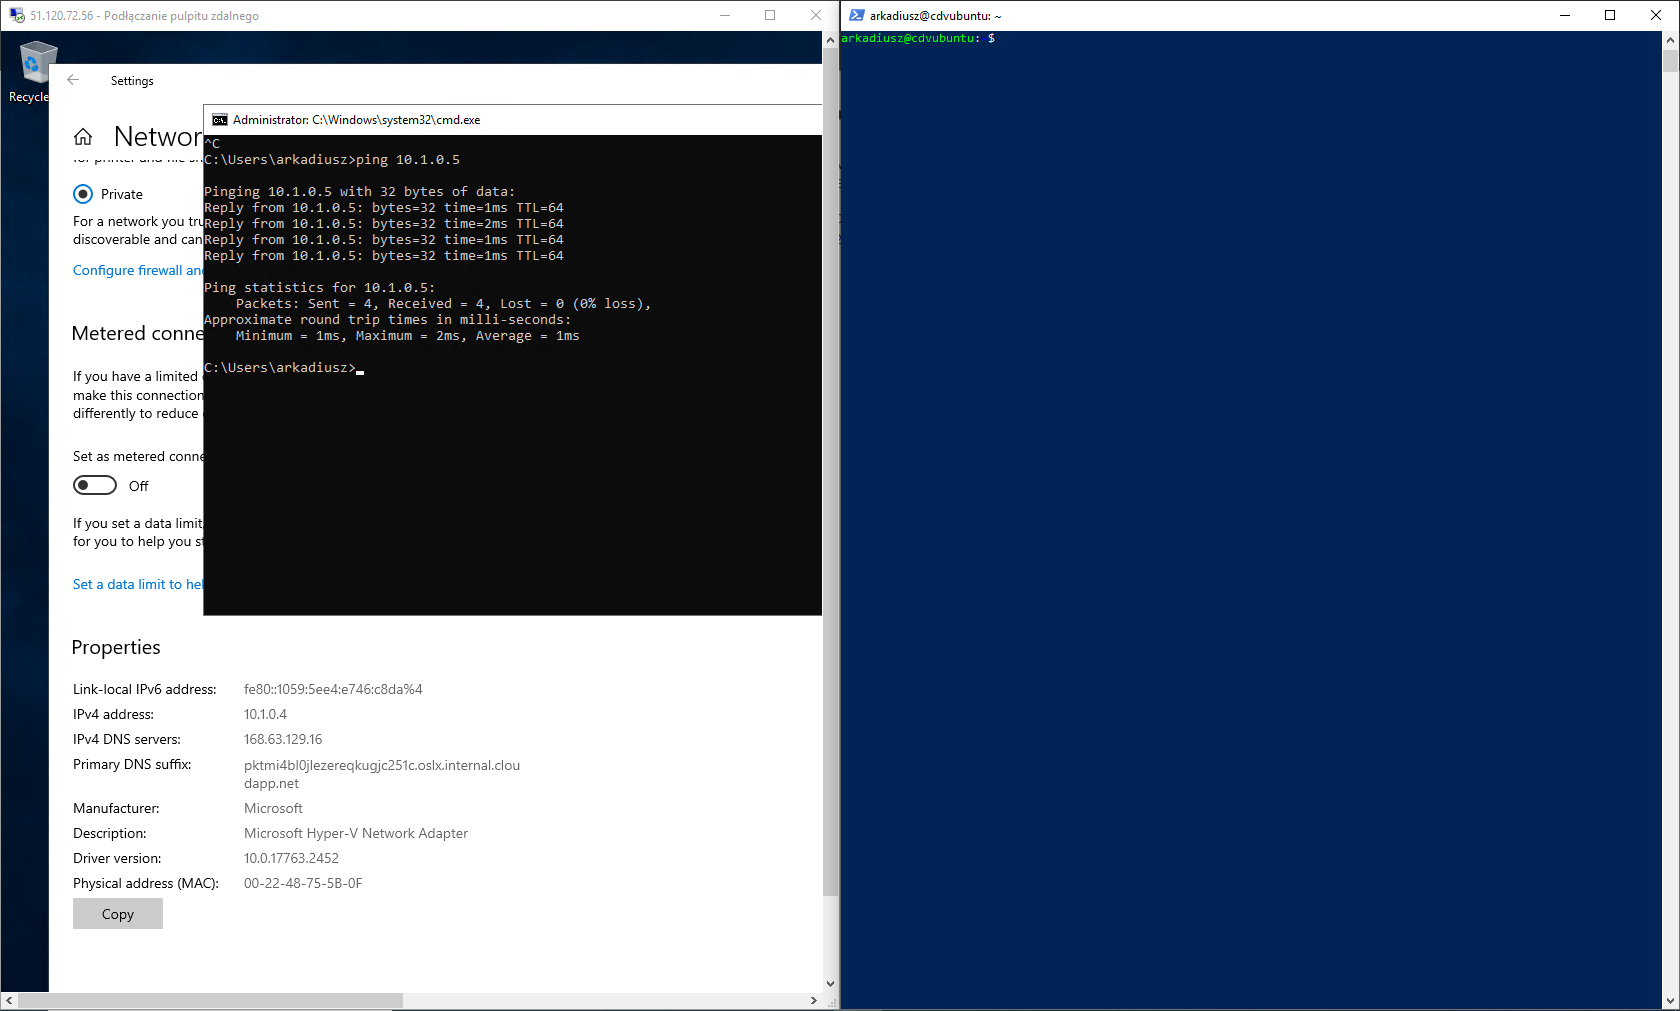 51.120.72.56 - Podłączanie pulpitu zdalnego
Recycle
Settings
Networ
for printer and file sh
Private
For a network you tru
discoverable and can
Configure firewall and
Metered conne
If you have a limited
make this connection
differently to reduce
Set as metered conne
Off
If you set a data limit,
for you to help you st
Set a data limit to hel
Properties
Link-local IPv6 address: fe80::1059:5ee4:e746:c8da%4
IPv4 address: 10.1.0.4
IPv4 DNS servers: 168.63.129.16
Primary DNS suffix: pktmi4bl0jlezereqkugjc251c.oslx.internal.clou
dapp.net
Manufacturer: Microsoft
Description: Microsoft Hyper-V Network Adapter
Driver version: 10.0.17763.2452
Physical address (MAC): 00-22-48-75-5B-0F
Copy
Administrator: C:\Windows\system32\cmd.exe
^C
C:\Users\arkadiusz>ping 10.1.0.5
Pinging 10.1.0.5 with 32 bytes of data:
Reply from 10.1.0.5: bytes=32 time=1ms TTL=64
Reply from 10.1.0.5: bytes=32 time=2ms TTL=64
Reply from 10.1.0.5: bytes=32 time=1ms TTL=64
Reply from 10.1.0.5: bytes=32 time=1ms TTL=64
Ping statistics for 10.1.0.5:
Packets: Sent = 4, Received = 4, Lost = 0 (0% loss),
Approximate round trip times in milli-seconds:
Minimum = 1ms, Maximum = 2ms, Average = 1ms
C:\Users\arkadiusz>
arkadiusz@cdvubuntu: ~
arkadiusz@cdvubuntu: $